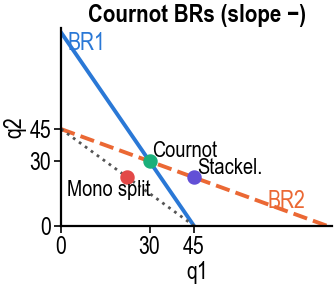 Cournot BRs (slope −)
BR1
q2
45
Cournot
30
Stackel.
Mono split
BR2
0
0
30
45
q1